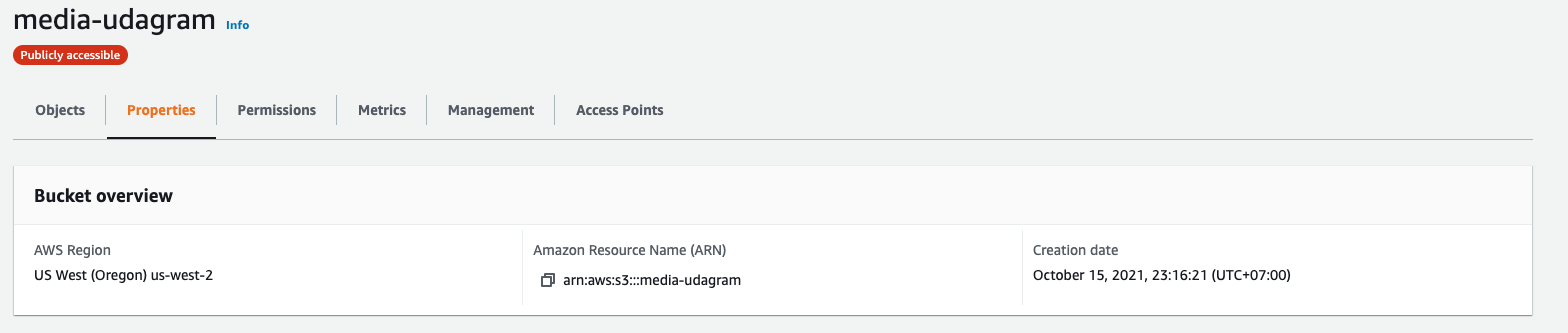 media-udagram Info
Publicly accessible
Objects Properties Permissions Metrics Management Access Points
Bucket overview
AWS Region Amazon Resource Name (ARN) Creation date
US West (Oregon) us-west-2 arn:aws:s3:::media-udagram October 15, 2021, 23:16:21 (UTC+07:00)